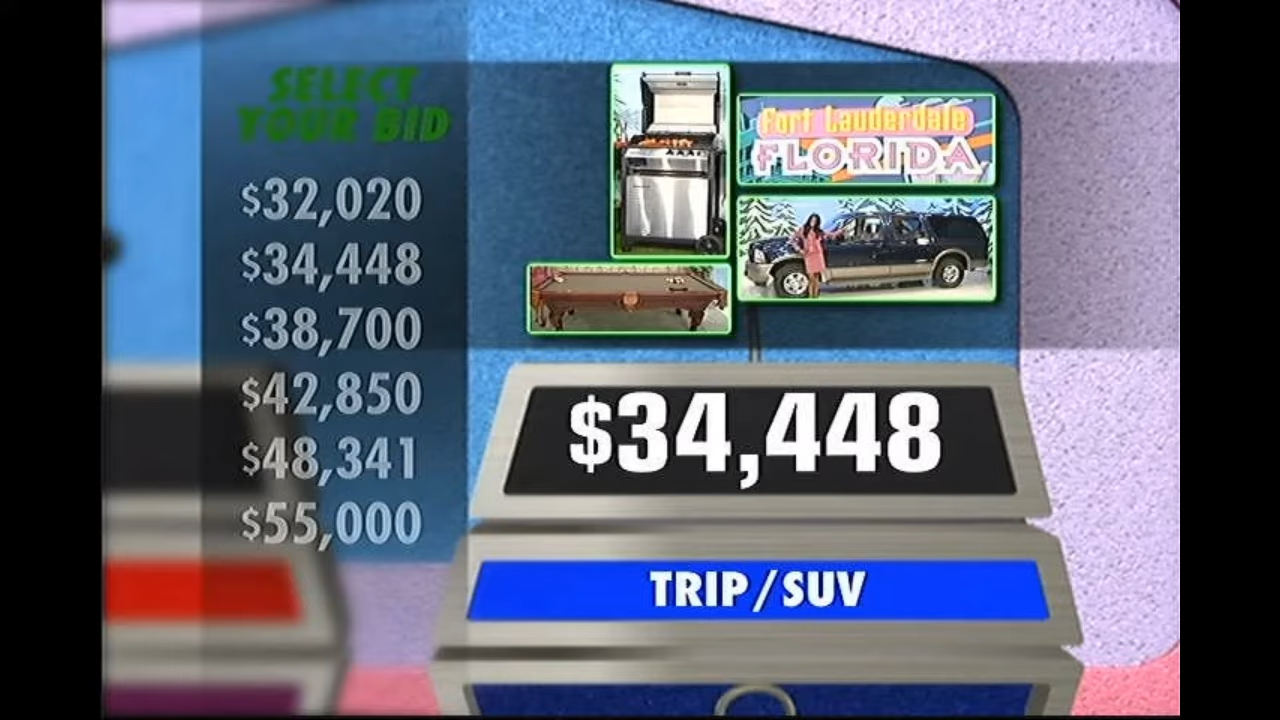 SELECT
YOUR BID
$32,020
$34,448
$38,700
$42,850
$48,341
$55,000
Fort Lauderdale
FLORIDA
$34,448
TRIP/SUV